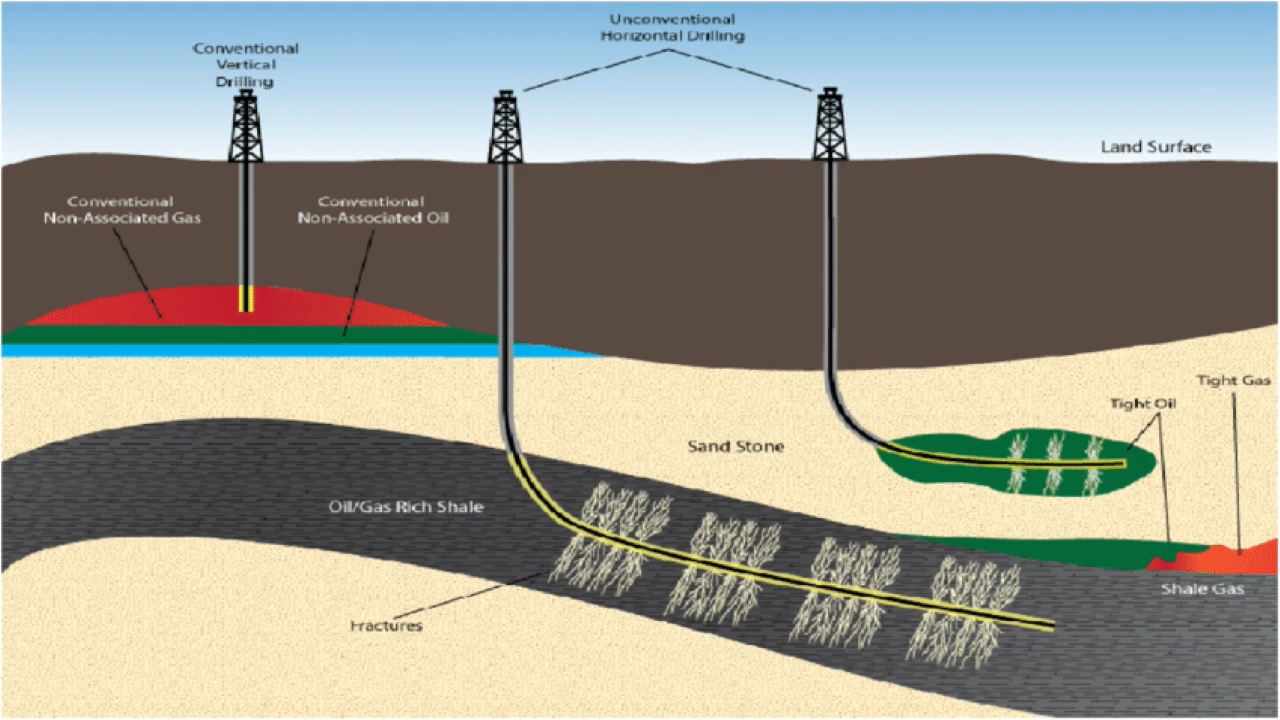 Unconventional
Horizontal Drilling
Conventional
Vertical
Drilling
Land Surface
Conventional
Non-Associated Gas
Conventional
Non-Associated Oil
Tight Gas
Tight Oil
Sand Stone
Oil/Gas Rich Shale
Shale Gas
Fractures